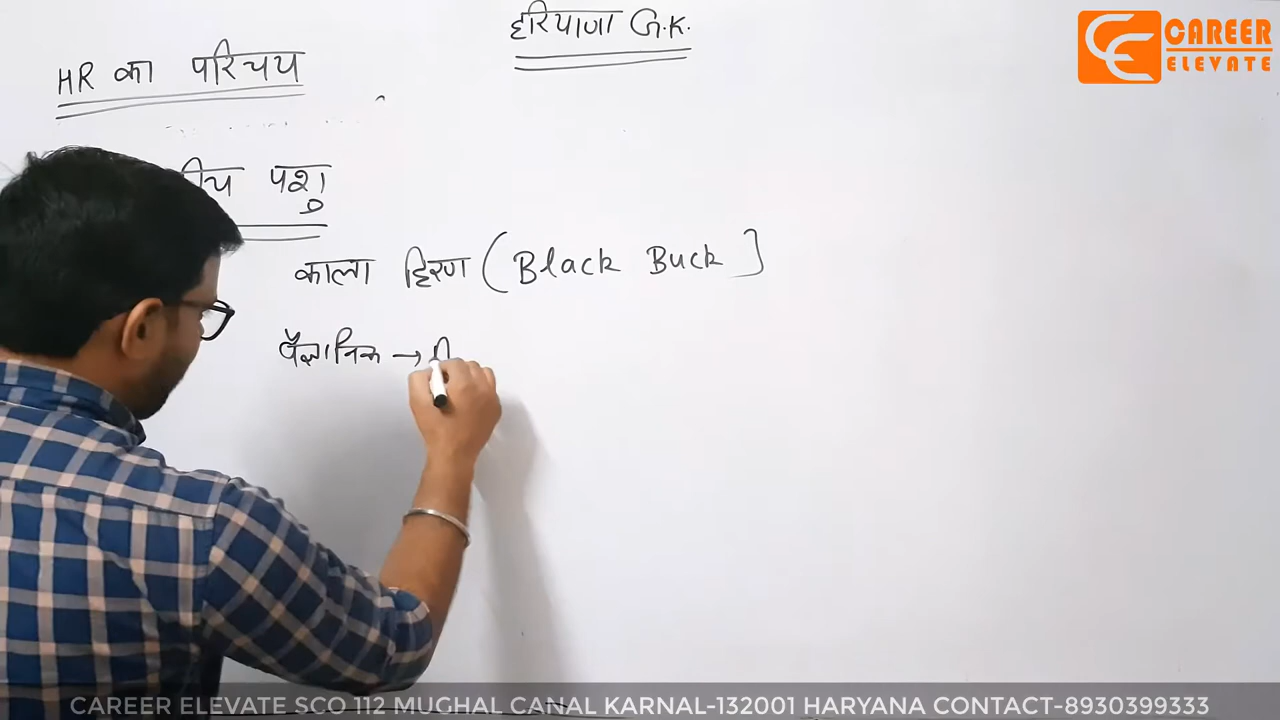 हरियाणा G.K.
CAREER
ELEVATE
HR का परिचय
पशु
काला हिरण (Black Buck]
वैज्ञानिक →
CAREER ELEVATE SCO 112 MUGHAL CANAL KARNAL-132001 HARYANA CONTACT-8930399333